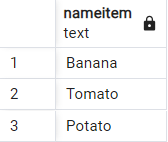 nameitem
text
1 Banana
2 Tomato
3 Potato